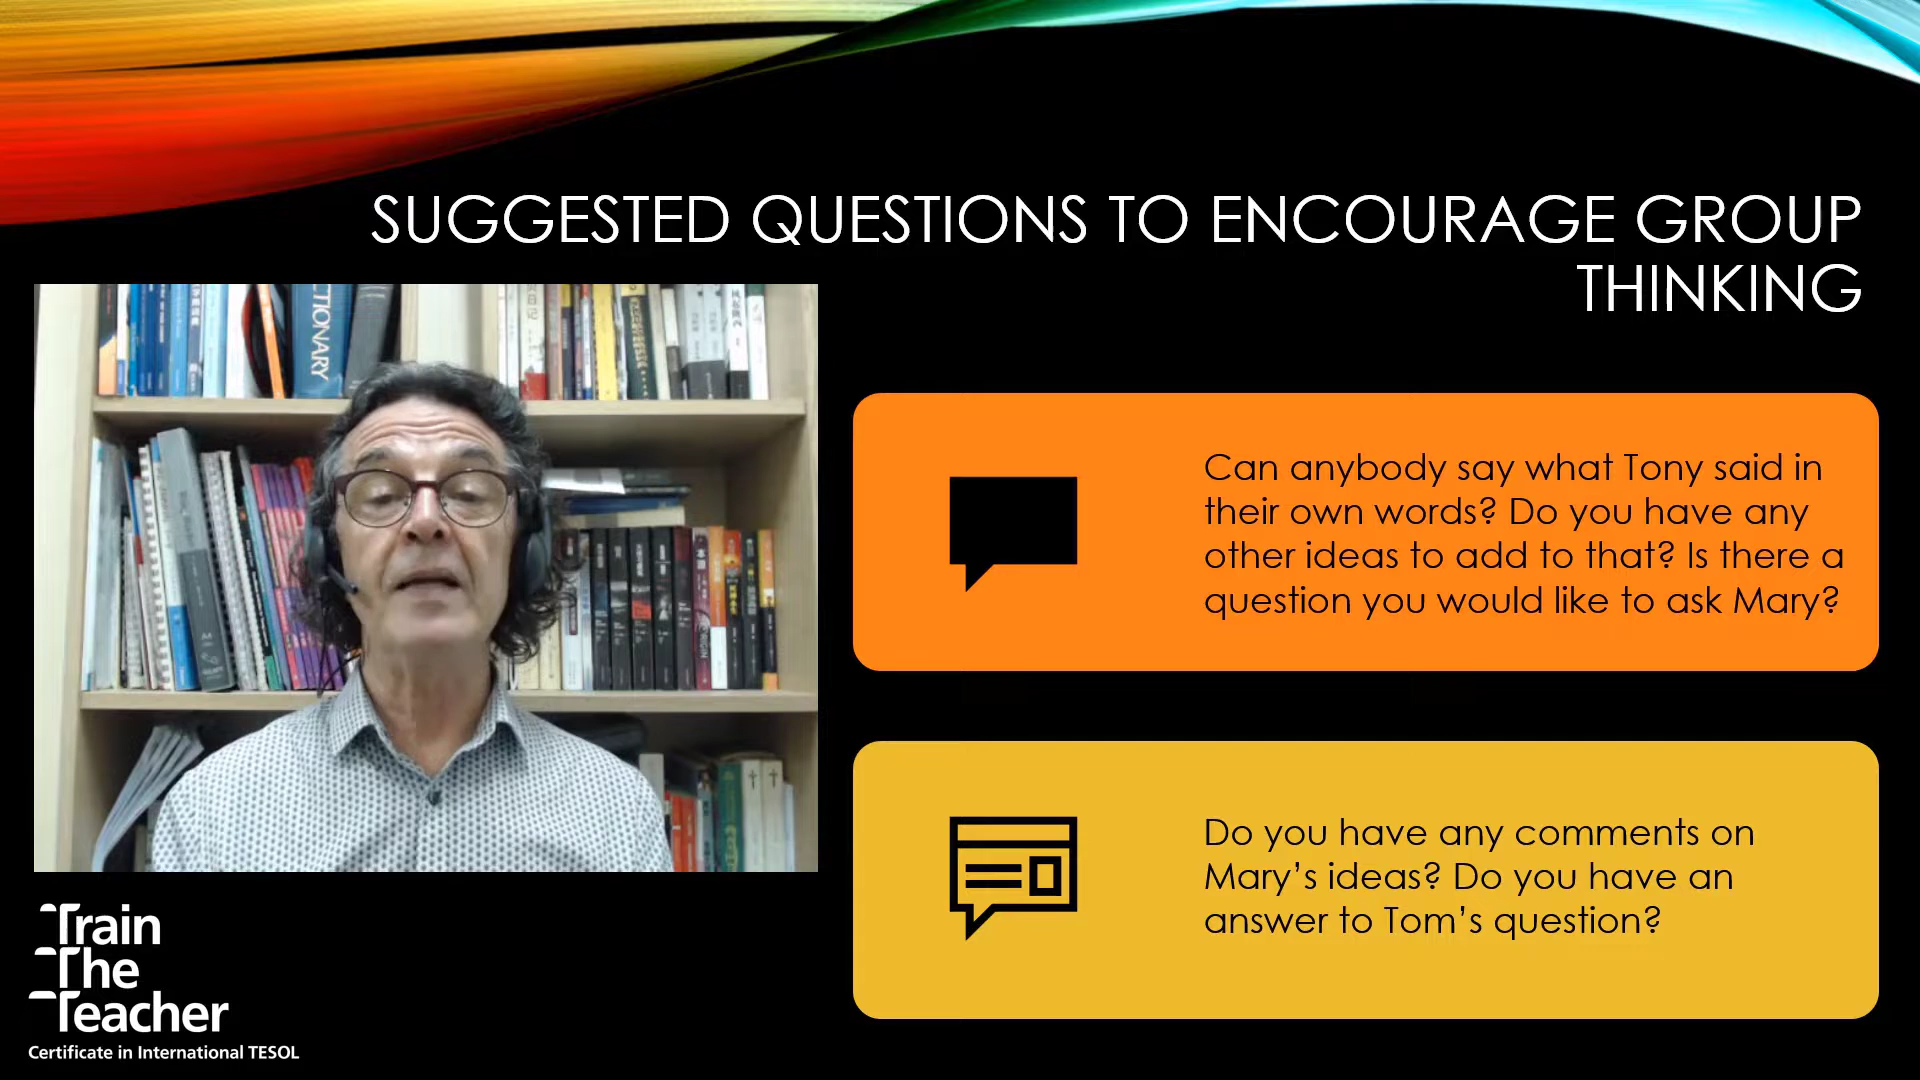 SUGGESTED QUESTIONS TO ENCOURAGE GROUP
THINKING
CTIONARY
Can anybody say what Tony said in
their own words? Do you have any
other ideas to add to that? Is there a
question you would like to ask Mary?
Do you have any comments on
Mary’s ideas? Do you have an
answer to Tom’s question?
Train
The
Teacher
Certificate in International TESOL